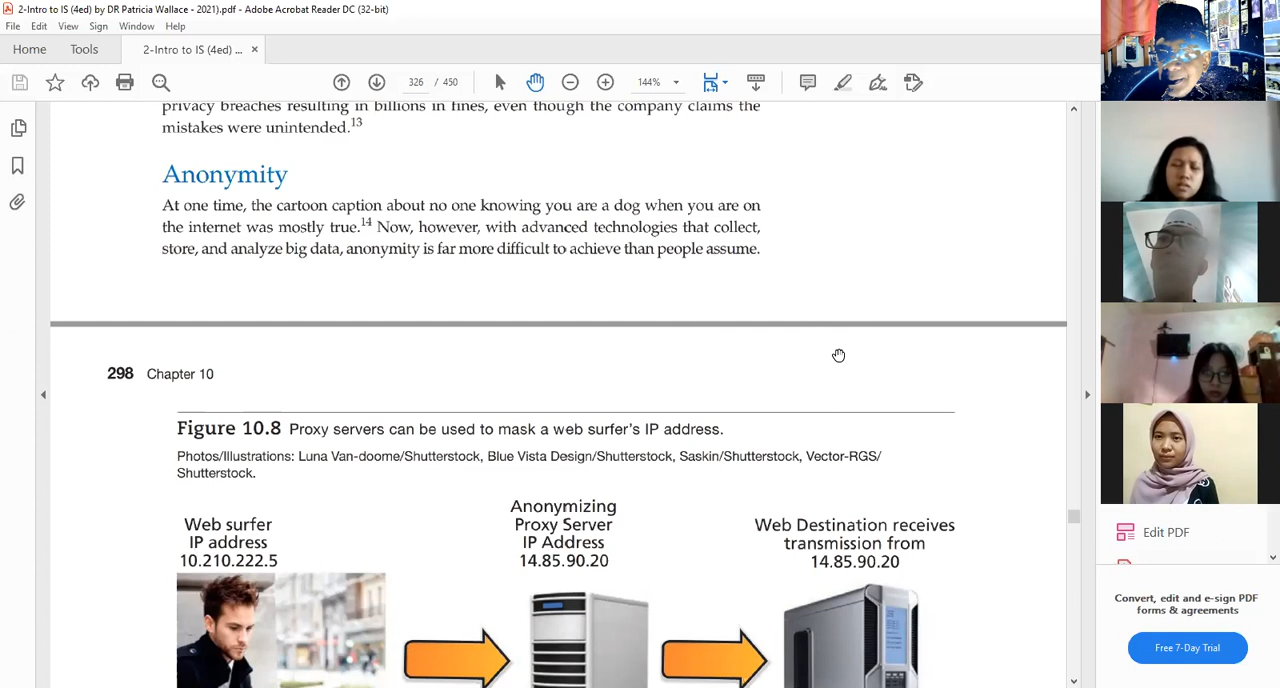 2-Intro to IS (4ed) by DR Patricia Wallace - 2021).pdf - Adobe Acrobat Reader DC (32-bit)
File Edit View Sign Window Help
Home Tools 2-Intro to IS (4ed) ... ×
326 / 450 144%
privacy breaches resulting in billions in fines, even though the company claims the
mistakes were unintended.13
Anonymity
At one time, the cartoon caption about no one knowing you are a dog when you are on
the internet was mostly true.14 Now, however, with advanced technologies that collect,
store, and analyze big data, anonymity is far more difficult to achieve than people assume.
298 Chapter 10
Figure 10.8 Proxy servers can be used to mask a web surfer's IP address.
Photos/Illustrations: Luna Van-doome/Shutterstock, Blue Vista Design/Shutterstock, Saskin/Shutterstock, Vector-RGS/
Shutterstock.
Web surfer
IP address
10.210.222.5
Anonymizing
Proxy Server
IP Address
14.85.90.20
Web Destination receives
transmission from
14.85.90.20
Edit PDF
Convert, edit and e-sign PDF
forms & agreements
Free 7-Day Trial